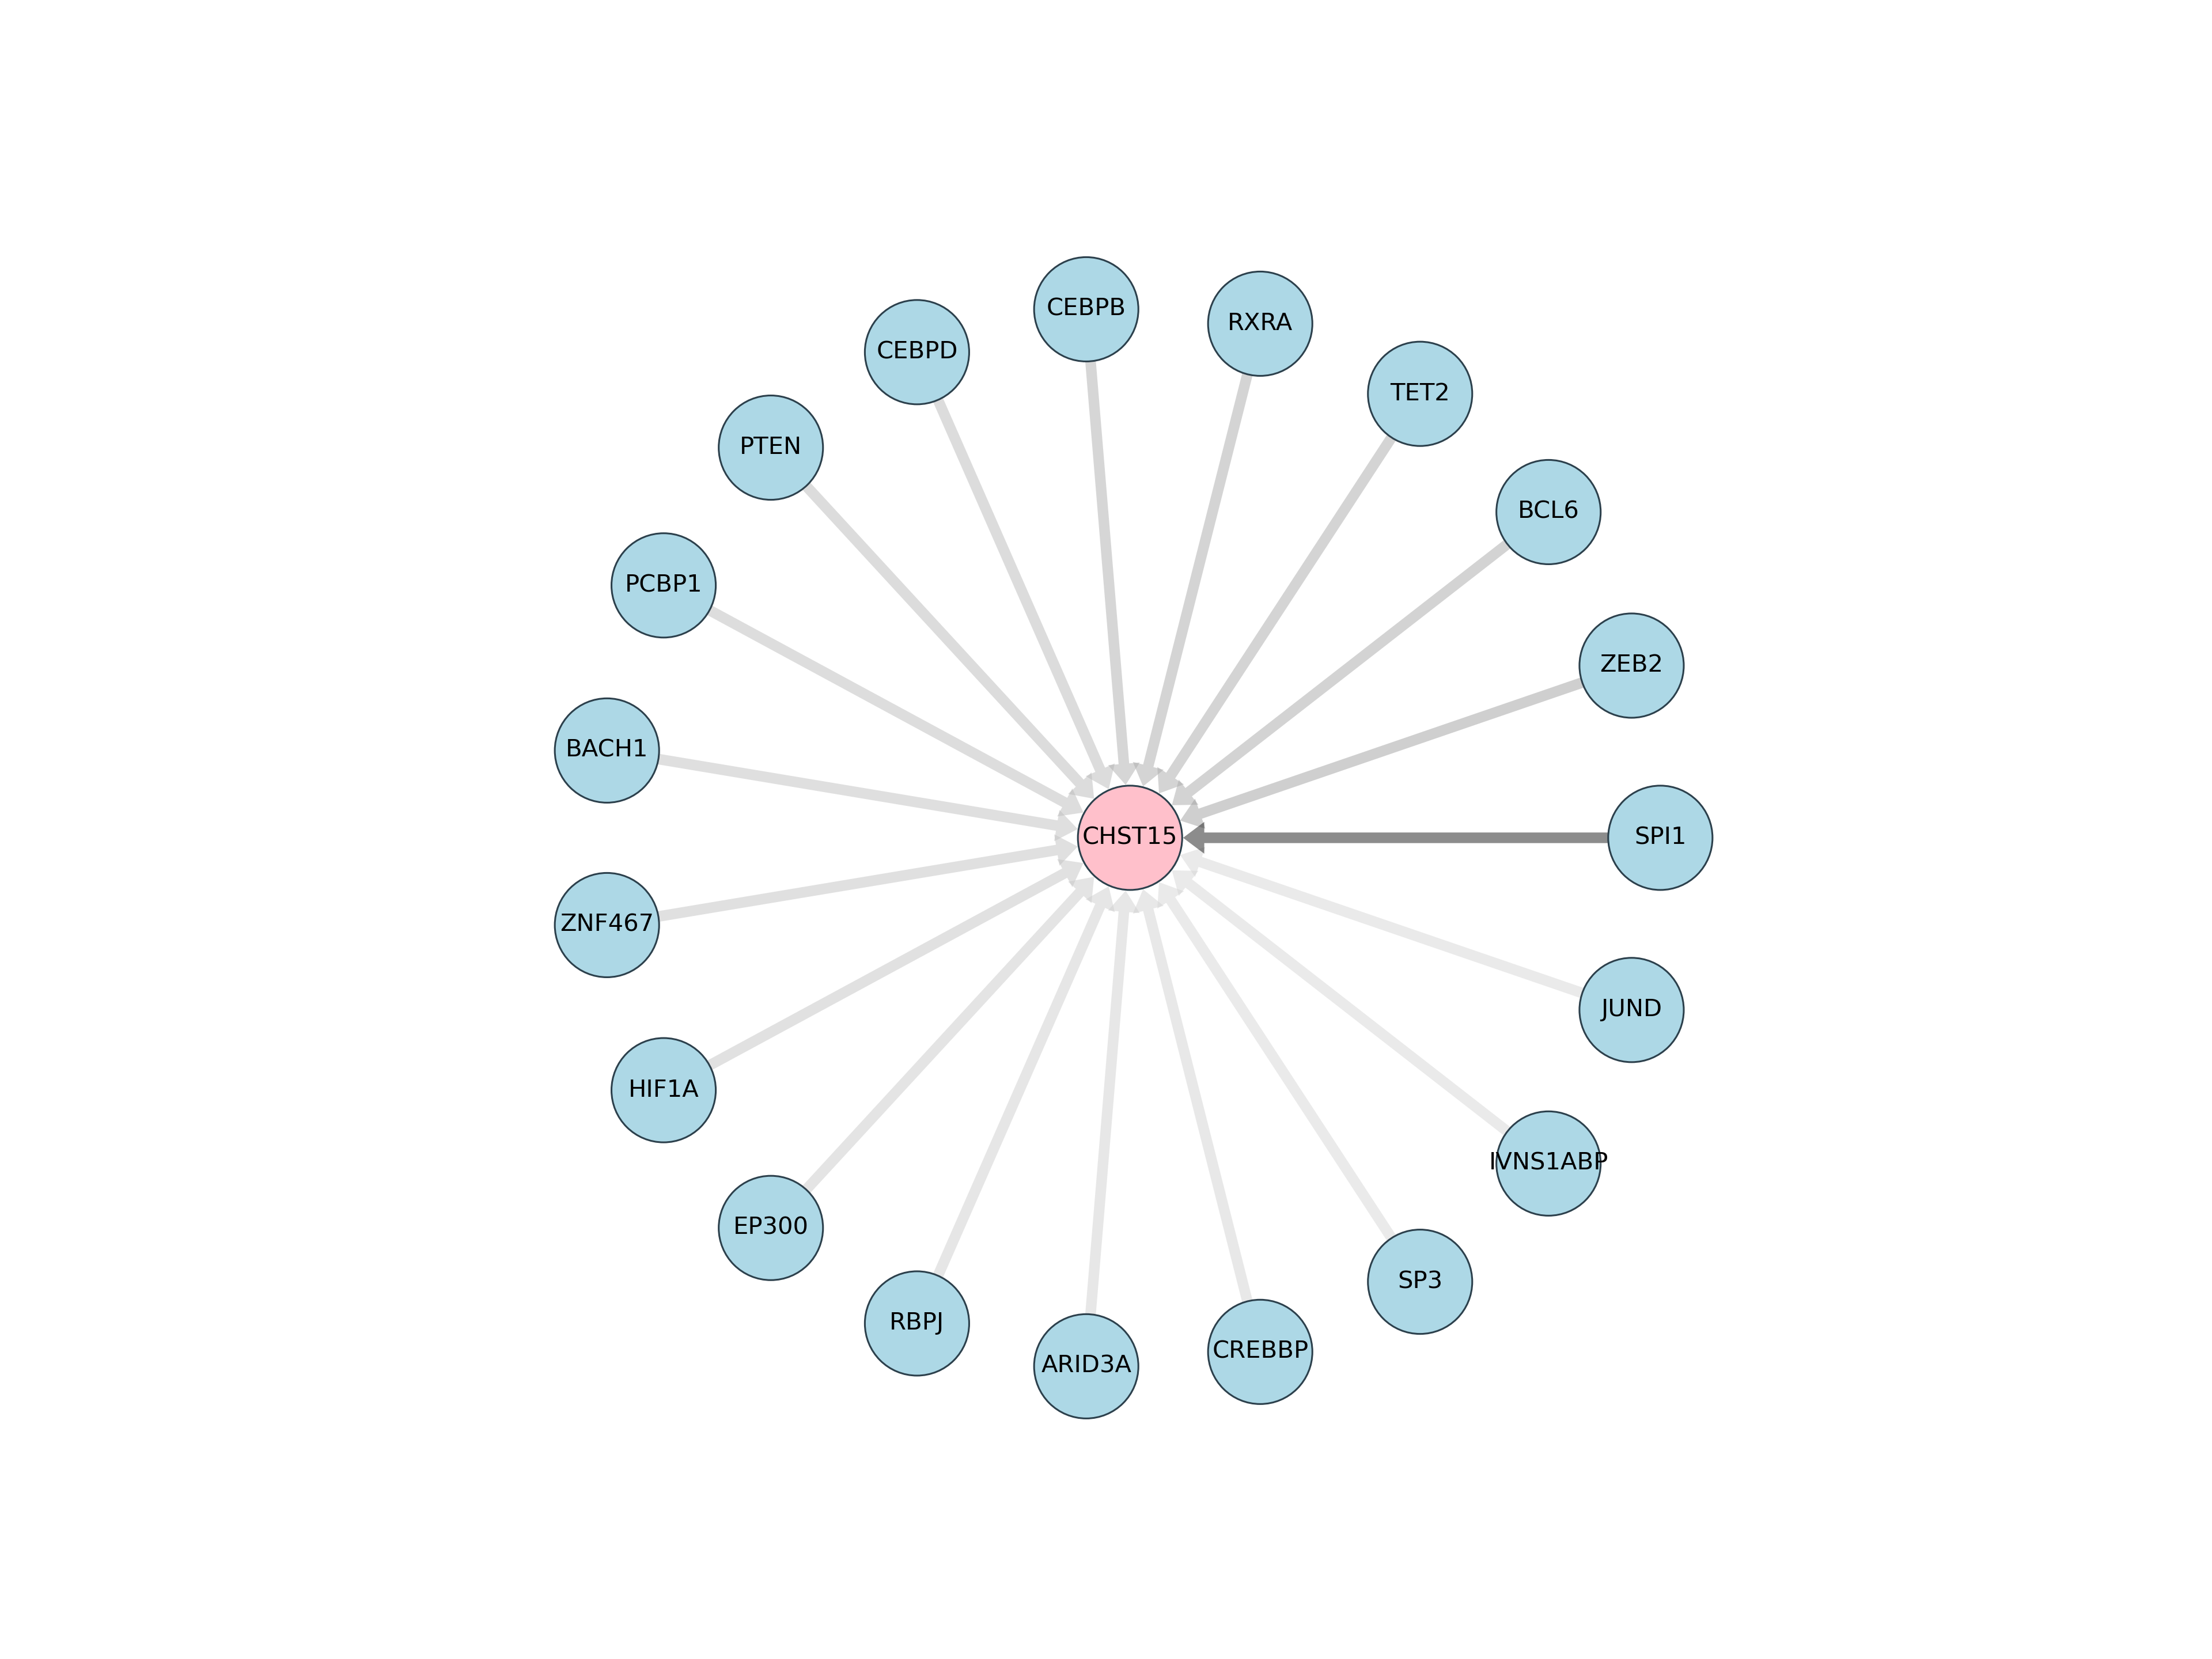 CEBPB
RXRA
CEBPD
TET2
PTEN
BCL6
PCBP1
ZEB2
BACH1
CHST15
SPI1
ZNF467
JUND
HIF1A
IVNS1ABP
EP300
SP3
RBPJ
CREBBP
ARID3A